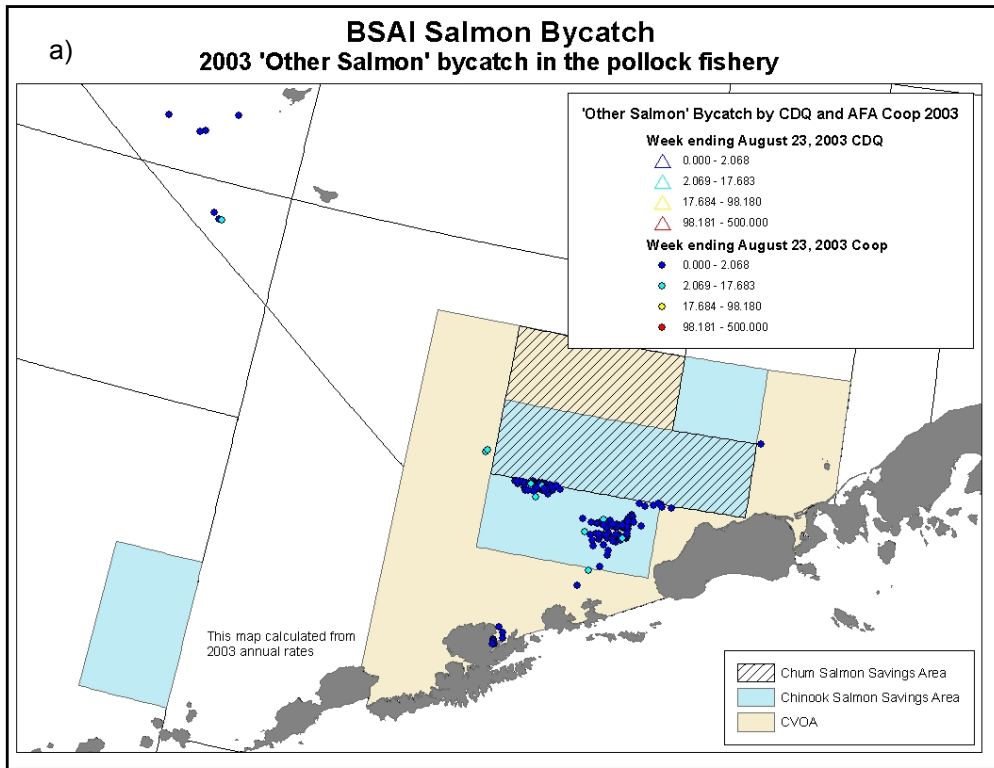 a)
BSAI Salmon Bycatch
2003 'Other Salmon' bycatch in the pollock fishery
'Other Salmon' Bycatch by CDQ and AFA Coop 2003
Week ending August 23, 2003 CDQ
0.000 - 2.068
2.069 - 17.683
17.684 - 98.180
98.181 - 500.000
Week ending August 23, 2003 Coop
0.000 - 2.068
2.069 - 17.683
17.684 - 98.180
98.181 - 500.000
This map calculated from
2003 annual rates
Chum Salmon Savings Area
Chinook Salmon Savings Area
CVOA